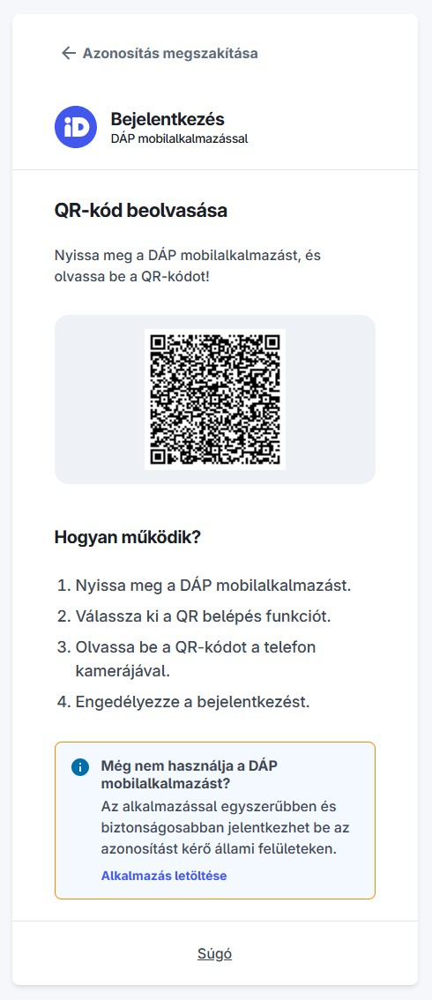 ← Azonosítás megszakítása
iD
Bejelentkezés
DÁP mobilalkalmazással
QR-kód beolvasása
Nyissa meg a DÁP mobilalkalmazást, és
olvassa be a QR-kódot!
Hogyan működik?
1. Nyissa meg a DÁP mobilalkalmazást.
2. Válassza ki a QR belépés funkciót.
3. Olvassa be a QR-kódot a telefon
kamerájával.
4. Engedélyezze a bejelentkezést.
Még nem használja a DÁP
mobilalkalmazást?
Az alkalmazással egyszerűbben és
biztonságosabban jelentkezhet be az
azonosítást kérő állami felületeken.
Alkalmazás letöltése
Súgó